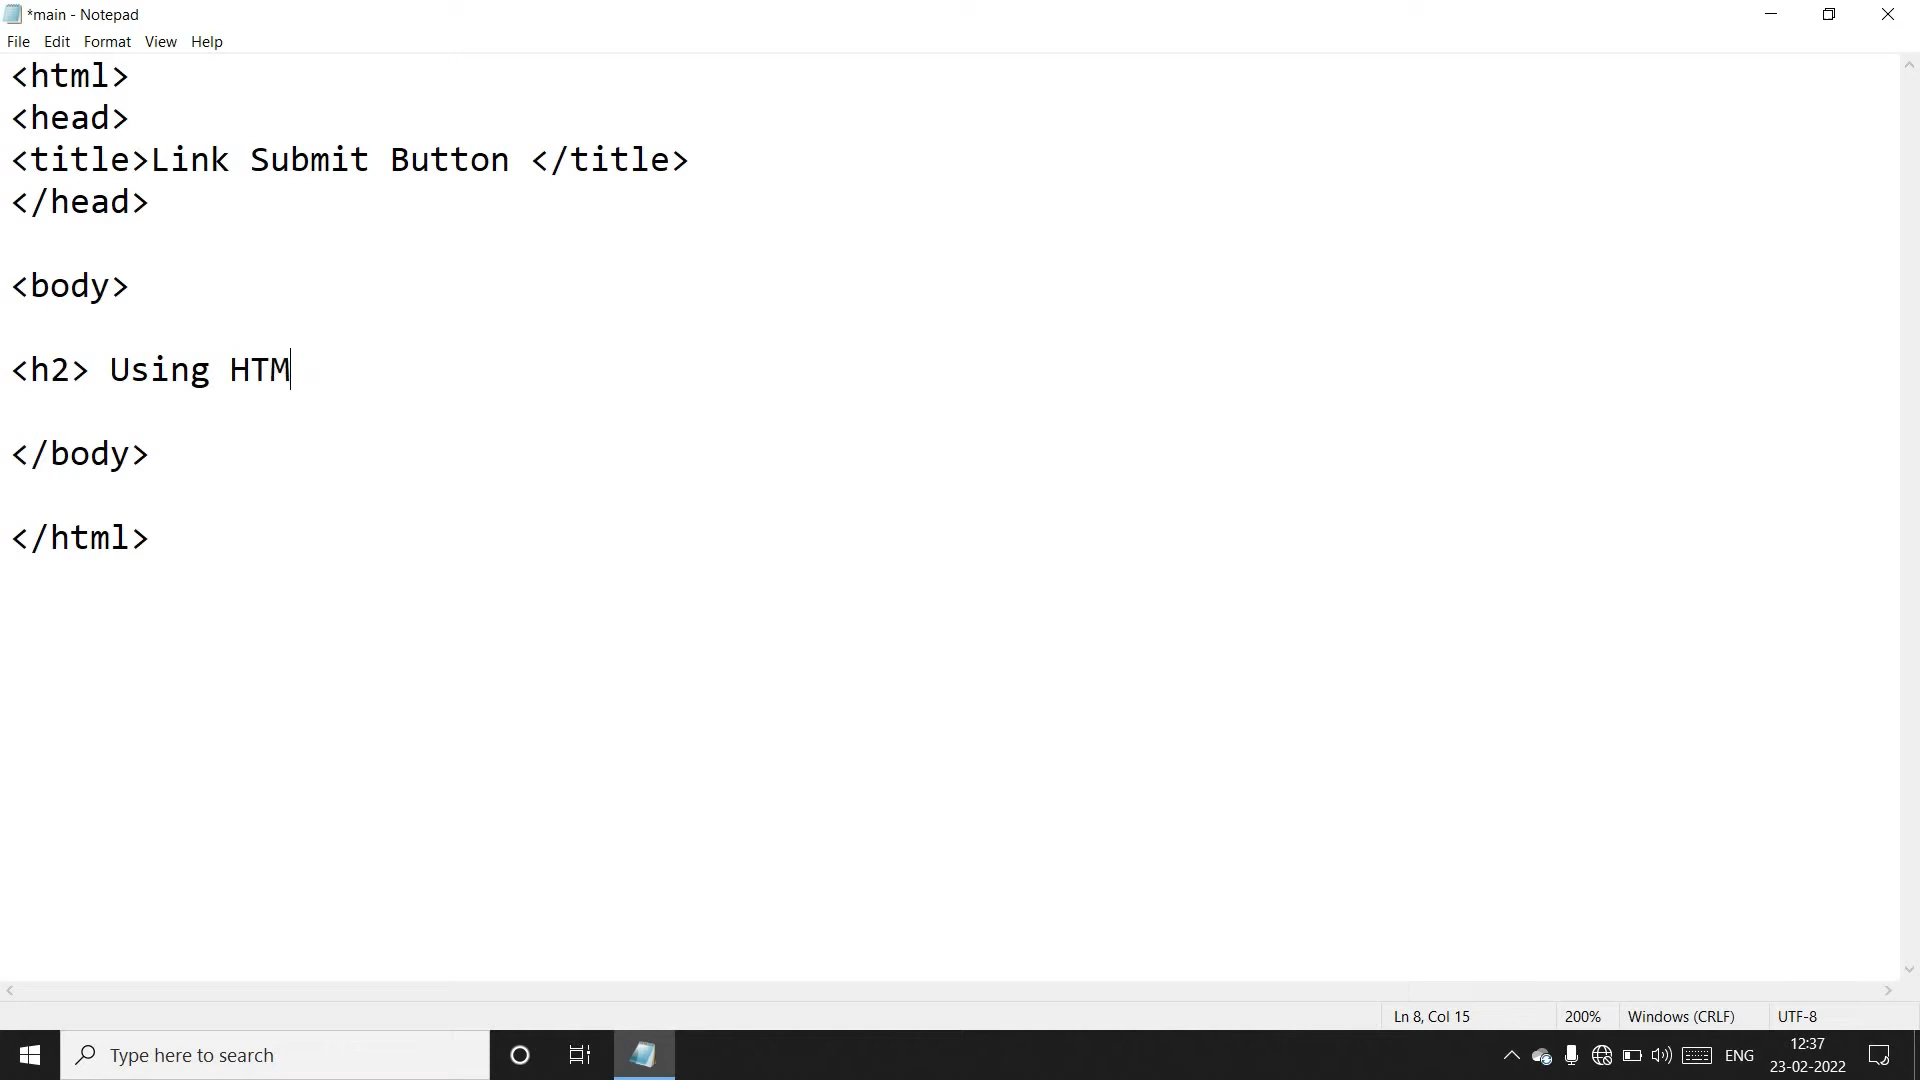 *main - Notepad
File Edit Format View Help
<html>
<head>
<title>Link Submit Button </title>
</head>
<body>
<h2> Using HTM
</body>
</html>
Ln 8, Col 15 200% Windows (CRLF) UTF-8
Type here to search ENG 12:37
23-02-2022